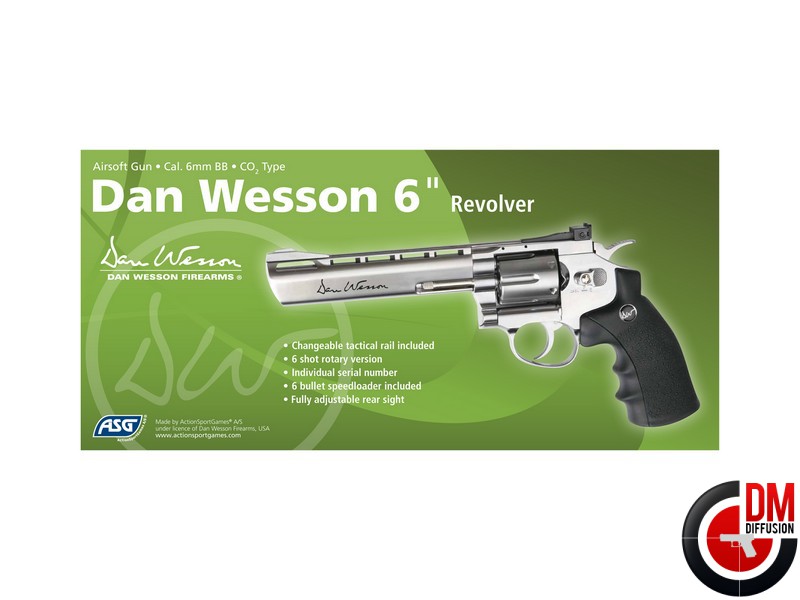 Airsoft Gun • Cal. 6mm BB • CO2 Type
Dan Wesson 6" Revolver
Dan Wesson
DAN WESSON FIREARMS ®
Dan Wesson
DW
DW
• Changeable tactical rail included
• 6 shot rotary version
• Individual serial number
• 6 bullet speedloader included
• Fully adjustable rear sight
ASG
Made by ActionSportGames® A/S
under licence of Dan Wesson Firearms, USA
www.actionsportgames.com
DM
DIFFUSION